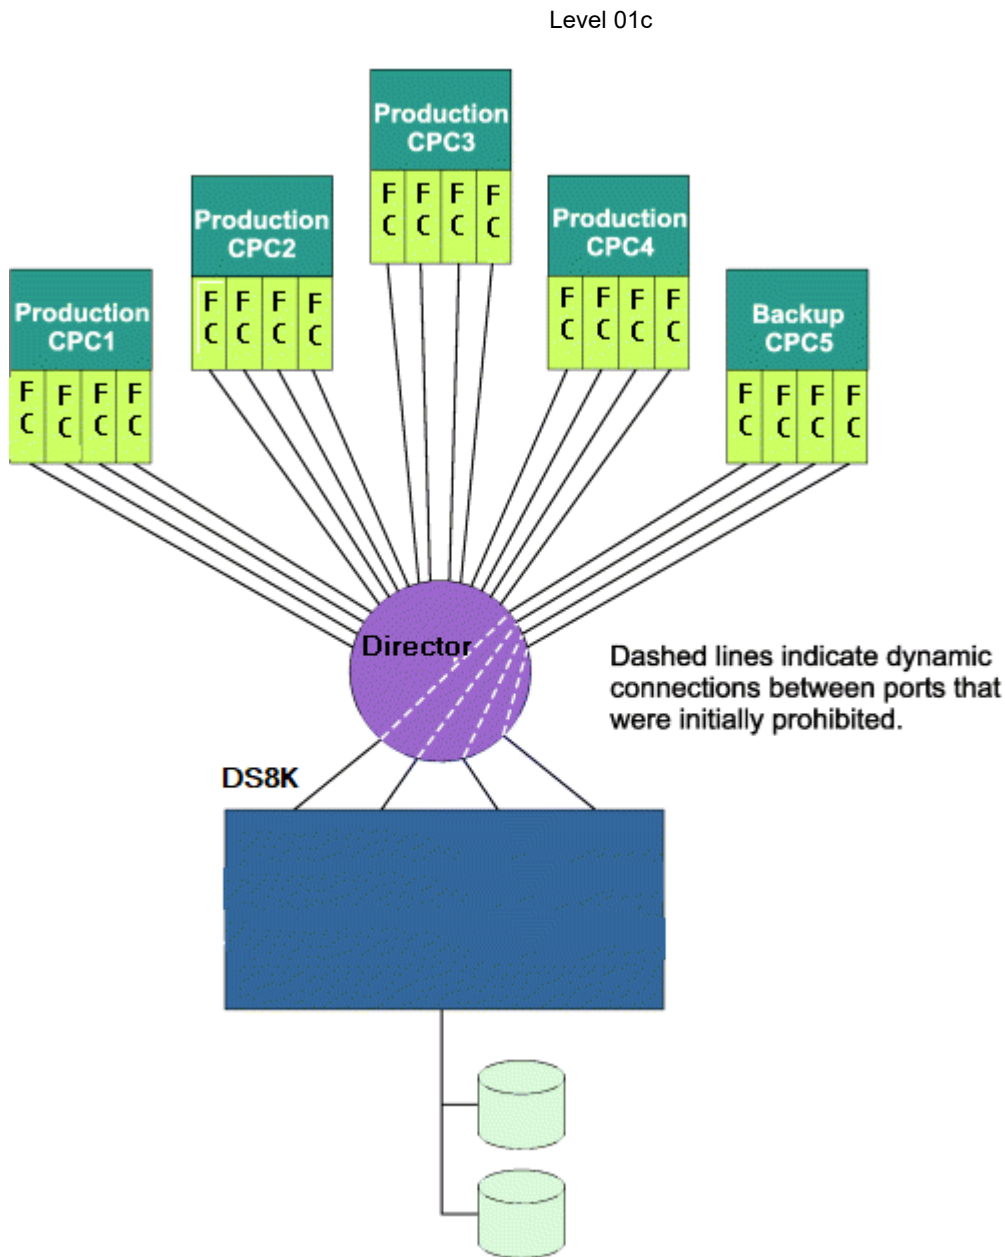 Level 01c
Production
CPC3
F F F F
C C C C
Production
CPC2
F F F F
C C C C
Production
CPC4
F F F F
C C C C
Production
CPC1
F F F F
C C C C
Backup
CPC5
F F F F
C C C C
Director
Dashed lines indicate dynamic
connections between ports that
were initially prohibited.
DS8K